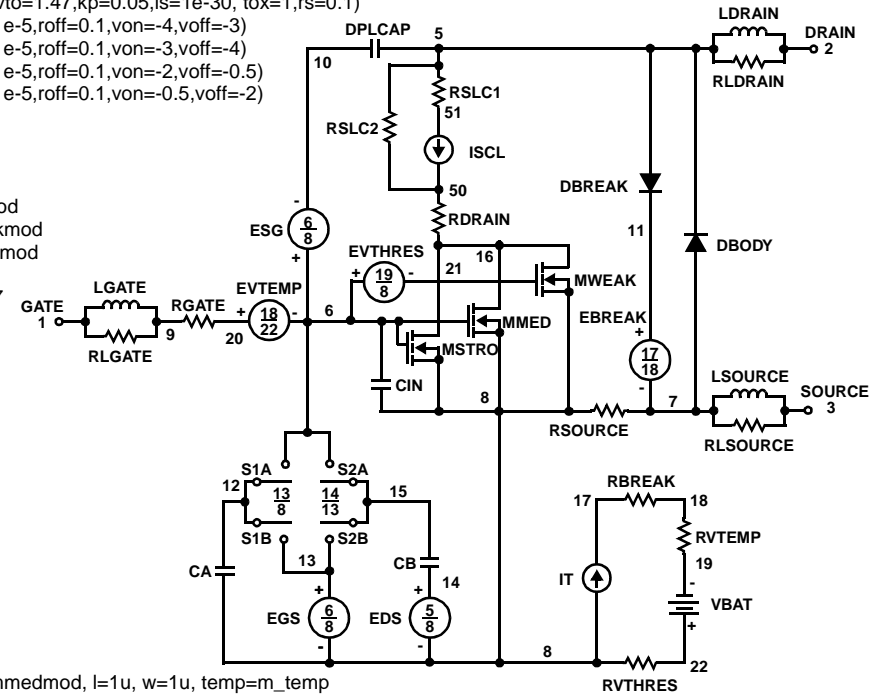 vto=1.47,kp=0.05,is=1e-30, tox=1,rs=0.1)
e-5,roff=0.1,von=-4,voff=-3)
e-5,roff=0.1,von=-3,voff=-4)
e-5,roff=0.1,von=-2,voff=-0.5)
e-5,roff=0.1,von=-0.5,voff=-2)
od
kmod
mod
DPLCAP
5
10
LDRAIN
DRAIN
2
RLDRAIN
RSLC1
51
RSLC2
ISCL
50
RDRAIN
DBREAK
11
DBODY
-
ESG
6
8
+
EVTHRES
+
19
8
-
21
16
MWEAK
EBREAK
+
17
18
-
LGATE
GATE
1
RLGATE
9
RGATE
20
EVTEMP
+
18
22
-
6
MMED
MSTRO
CIN
8
RSOURCE
7
LSOURCE
SOURCE
3
RLSOURCE
S1A
S2A
12
13
8
14
13
15
S1B
S2B
13
CA
CB
14
+
EGS
6
8
-
+
EDS
5
8
-
RBREAK
17
18
RVTEMP
19
IT
-
VBAT
+
8
22
RVTHRES
mmedmod, l=1u, w=1u, temp=m_temp